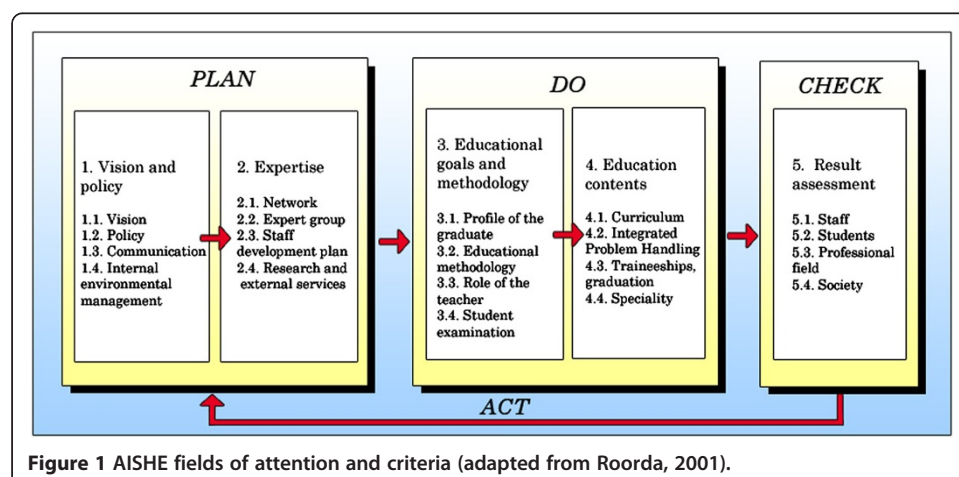 PLAN
1. Vision and
policy
1.1. Vision
1.2. Policy
1.3. Communication
1.4. Internal
environmental
management
2. Expertise
2.1. Network
2.2. Expert group
2.3. Staff
development plan
2.4. Research and
external services
DO
3. Educational
goals and
methodology
3.1. Profile of the
graduate
3.2. Educational
methodology
3.3. Role of the
teacher
3.4. Student
examination
4. Education
contents
4.1. Curriculum
4.2. Integrated
Problem Handling
4.3. Traineeships,
graduation
4.4. Speciality
CHECK
5. Result
assessment
5.1. Staff
5.2. Students
5.3. Professional
field
5.4. Society
ACT
Figure 1 AISHE fields of attention and criteria (adapted from Roorda, 2001).